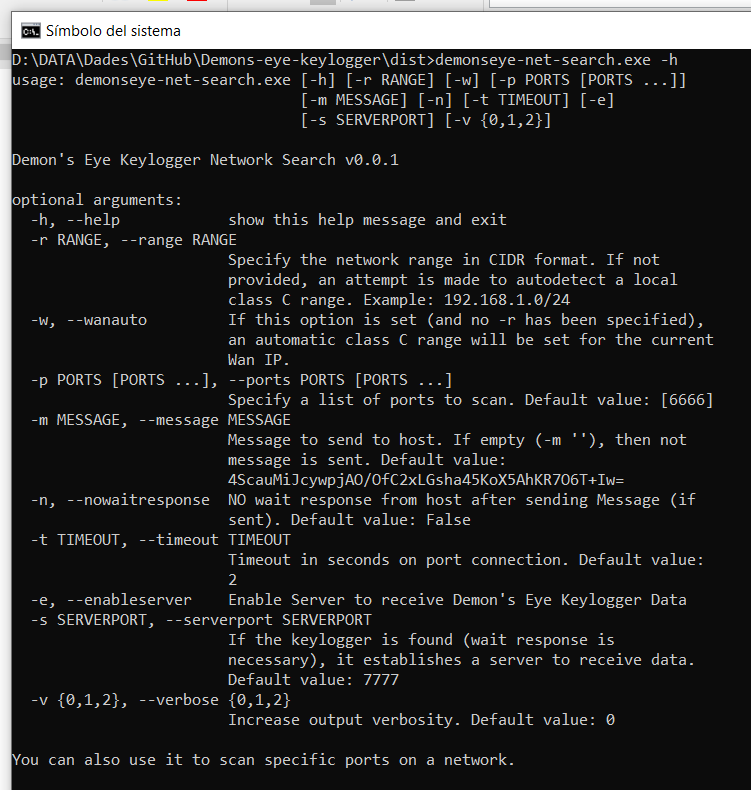 Símbolo del sistema
D:\DATA\Dades\GitHub\Demons-eye-keylogger\dist>demonseye-net-search.exe -h
usage: demonseye-net-search.exe [-h] [-r RANGE] [-w] [-p PORTS [PORTS ...]]
[-m MESSAGE] [-n] [-t TIMEOUT] [-e]
[-s SERVERPORT] [-v {0,1,2}]
Demon's Eye Keylogger Network Search v0.0.1
optional arguments:
-h, --help show this help message and exit
-r RANGE, --range RANGE
Specify the network range in CIDR format. If not
provided, an attempt is made to autodetect a local
class C range. Example: 192.168.1.0/24
-w, --wanauto If this option is set (and no -r has been specified),
an automatic class C range will be set for the current
Wan IP.
-p PORTS [PORTS ...], --ports PORTS [PORTS ...]
Specify a list of ports to scan. Default value: [6666]
-m MESSAGE, --message MESSAGE
Message to send to host. If empty (-m ''), then not
message is sent. Default value:
4ScauMiJcywpjAO/OfC2xLGsha45KoX5AhKR7O6T+Iw=
-n, --nowaitresponse NO wait response from host after sending Message (if
sent). Default value: False
-t TIMEOUT, --timeout TIMEOUT
Timeout in seconds on port connection. Default value:
2
-e, --enableserver Enable Server to receive Demon's Eye Keylogger Data
-s SERVERPORT, --serverport SERVERPORT
If the keylogger is found (wait response is
necessary), it establishes a server to receive data.
Default value: 7777
-v {0,1,2}, --verbose {0,1,2}
Increase output verbosity. Default value: 0
You can also use it to scan specific ports on a network.